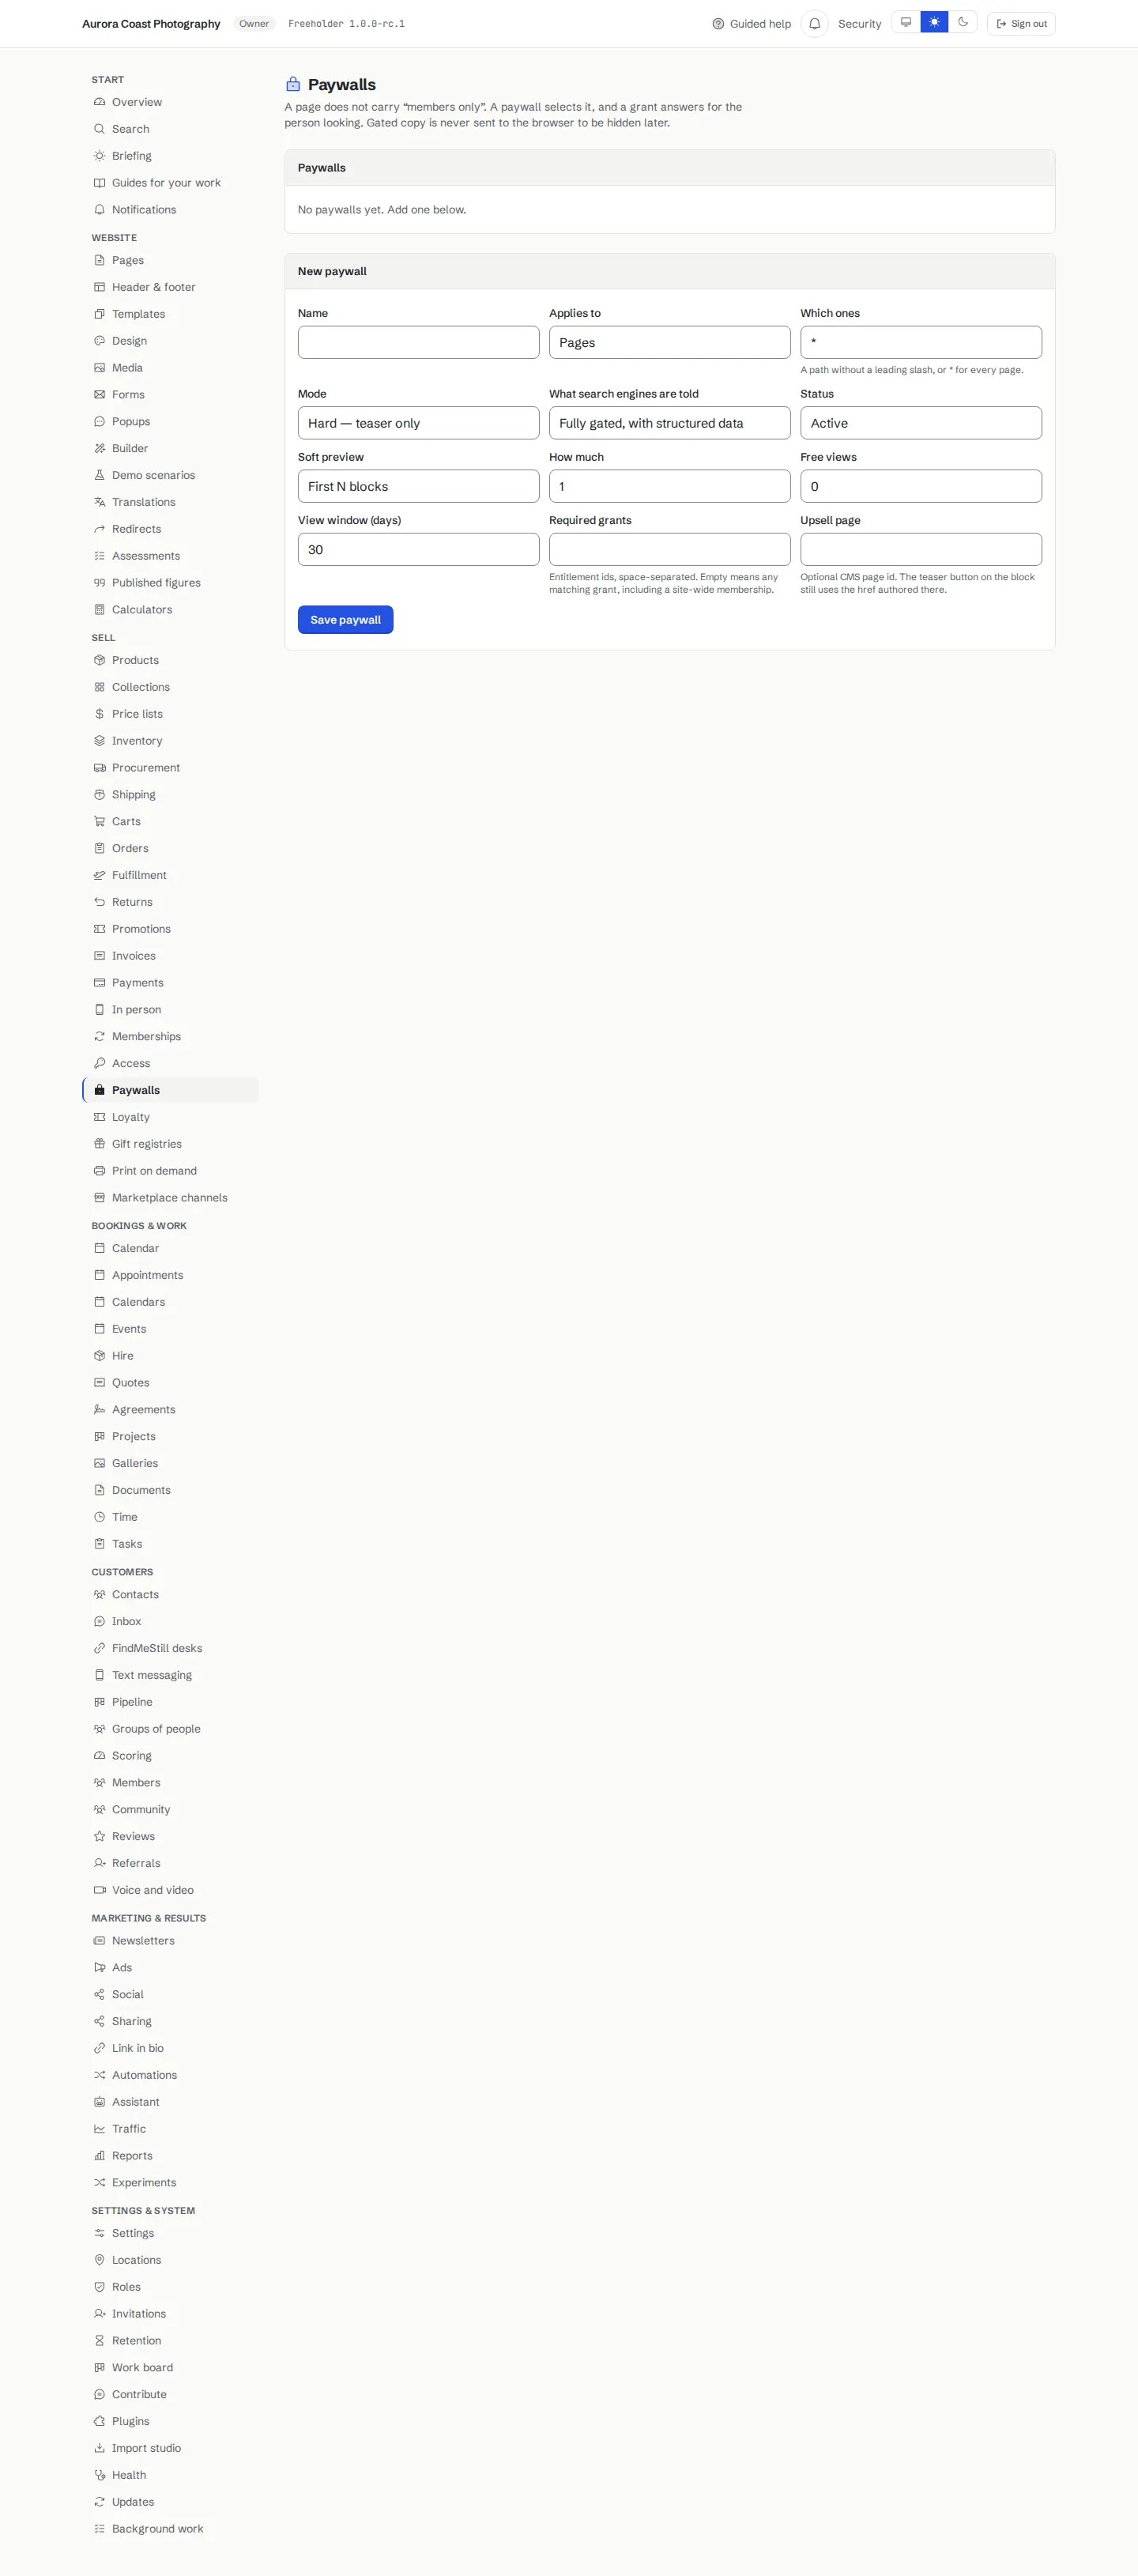 Aurora Coast Photography
Owner
Freeholder 1.0.0-rc.1
Guided help
Security
Sign out
START
Overview
Search
Briefing
Guides for your work
Notifications
WEBSITE
Pages
Header & footer
Templates
Design
Media
Forms
Popups
Builder
Demo scenarios
Translations
Redirects
Assessments
Published figures
Calculators
SELL
Products
Collections
Price lists
Inventory
Procurement
Shipping
Carts
Orders
Fulfillment
Returns
Promotions
Invoices
Payments
In person
Memberships
Access
Paywalls
Loyalty
Gift registries
Print on demand
Marketplace channels
BOOKINGS & WORK
Calendar
Appointments
Calendars
Events
Hire
Quotes
Agreements
Projects
Galleries
Documents
Time
Tasks
CUSTOMERS
Contacts
Inbox
FindMeStill desks
Text messaging
Pipeline
Groups of people
Scoring
Members
Community
Reviews
Referrals
Voice and video
MARKETING & RESULTS
Newsletters
Ads
Social
Sharing
Link in bio
Automations
Assistant
Traffic
Reports
Experiments
SETTINGS & SYSTEM
Settings
Locations
Roles
Invitations
Retention
Work board
Contribute
Plugins
Import studio
Health
Updates
Background work
Paywalls
A page does not carry “members only”. A paywall selects it, and a grant answers for the
person looking. Gated copy is never sent to the browser to be hidden later.
Paywalls
No paywalls yet. Add one below.
New paywall
Name
Applies to
Pages
Which ones
*
A path without a leading slash, or * for every page.
Mode
Hard — teaser only
What search engines are told
Fully gated, with structured data
Status
Active
Soft preview
First N blocks
How much
1
Free views
0
View window (days)
30
Required grants
Entitlement ids, space-separated. Empty means any
matching grant, including a site-wide membership.
Upsell page
Optional CMS page id. The teaser button on the block
still uses the href authored there.
Save paywall